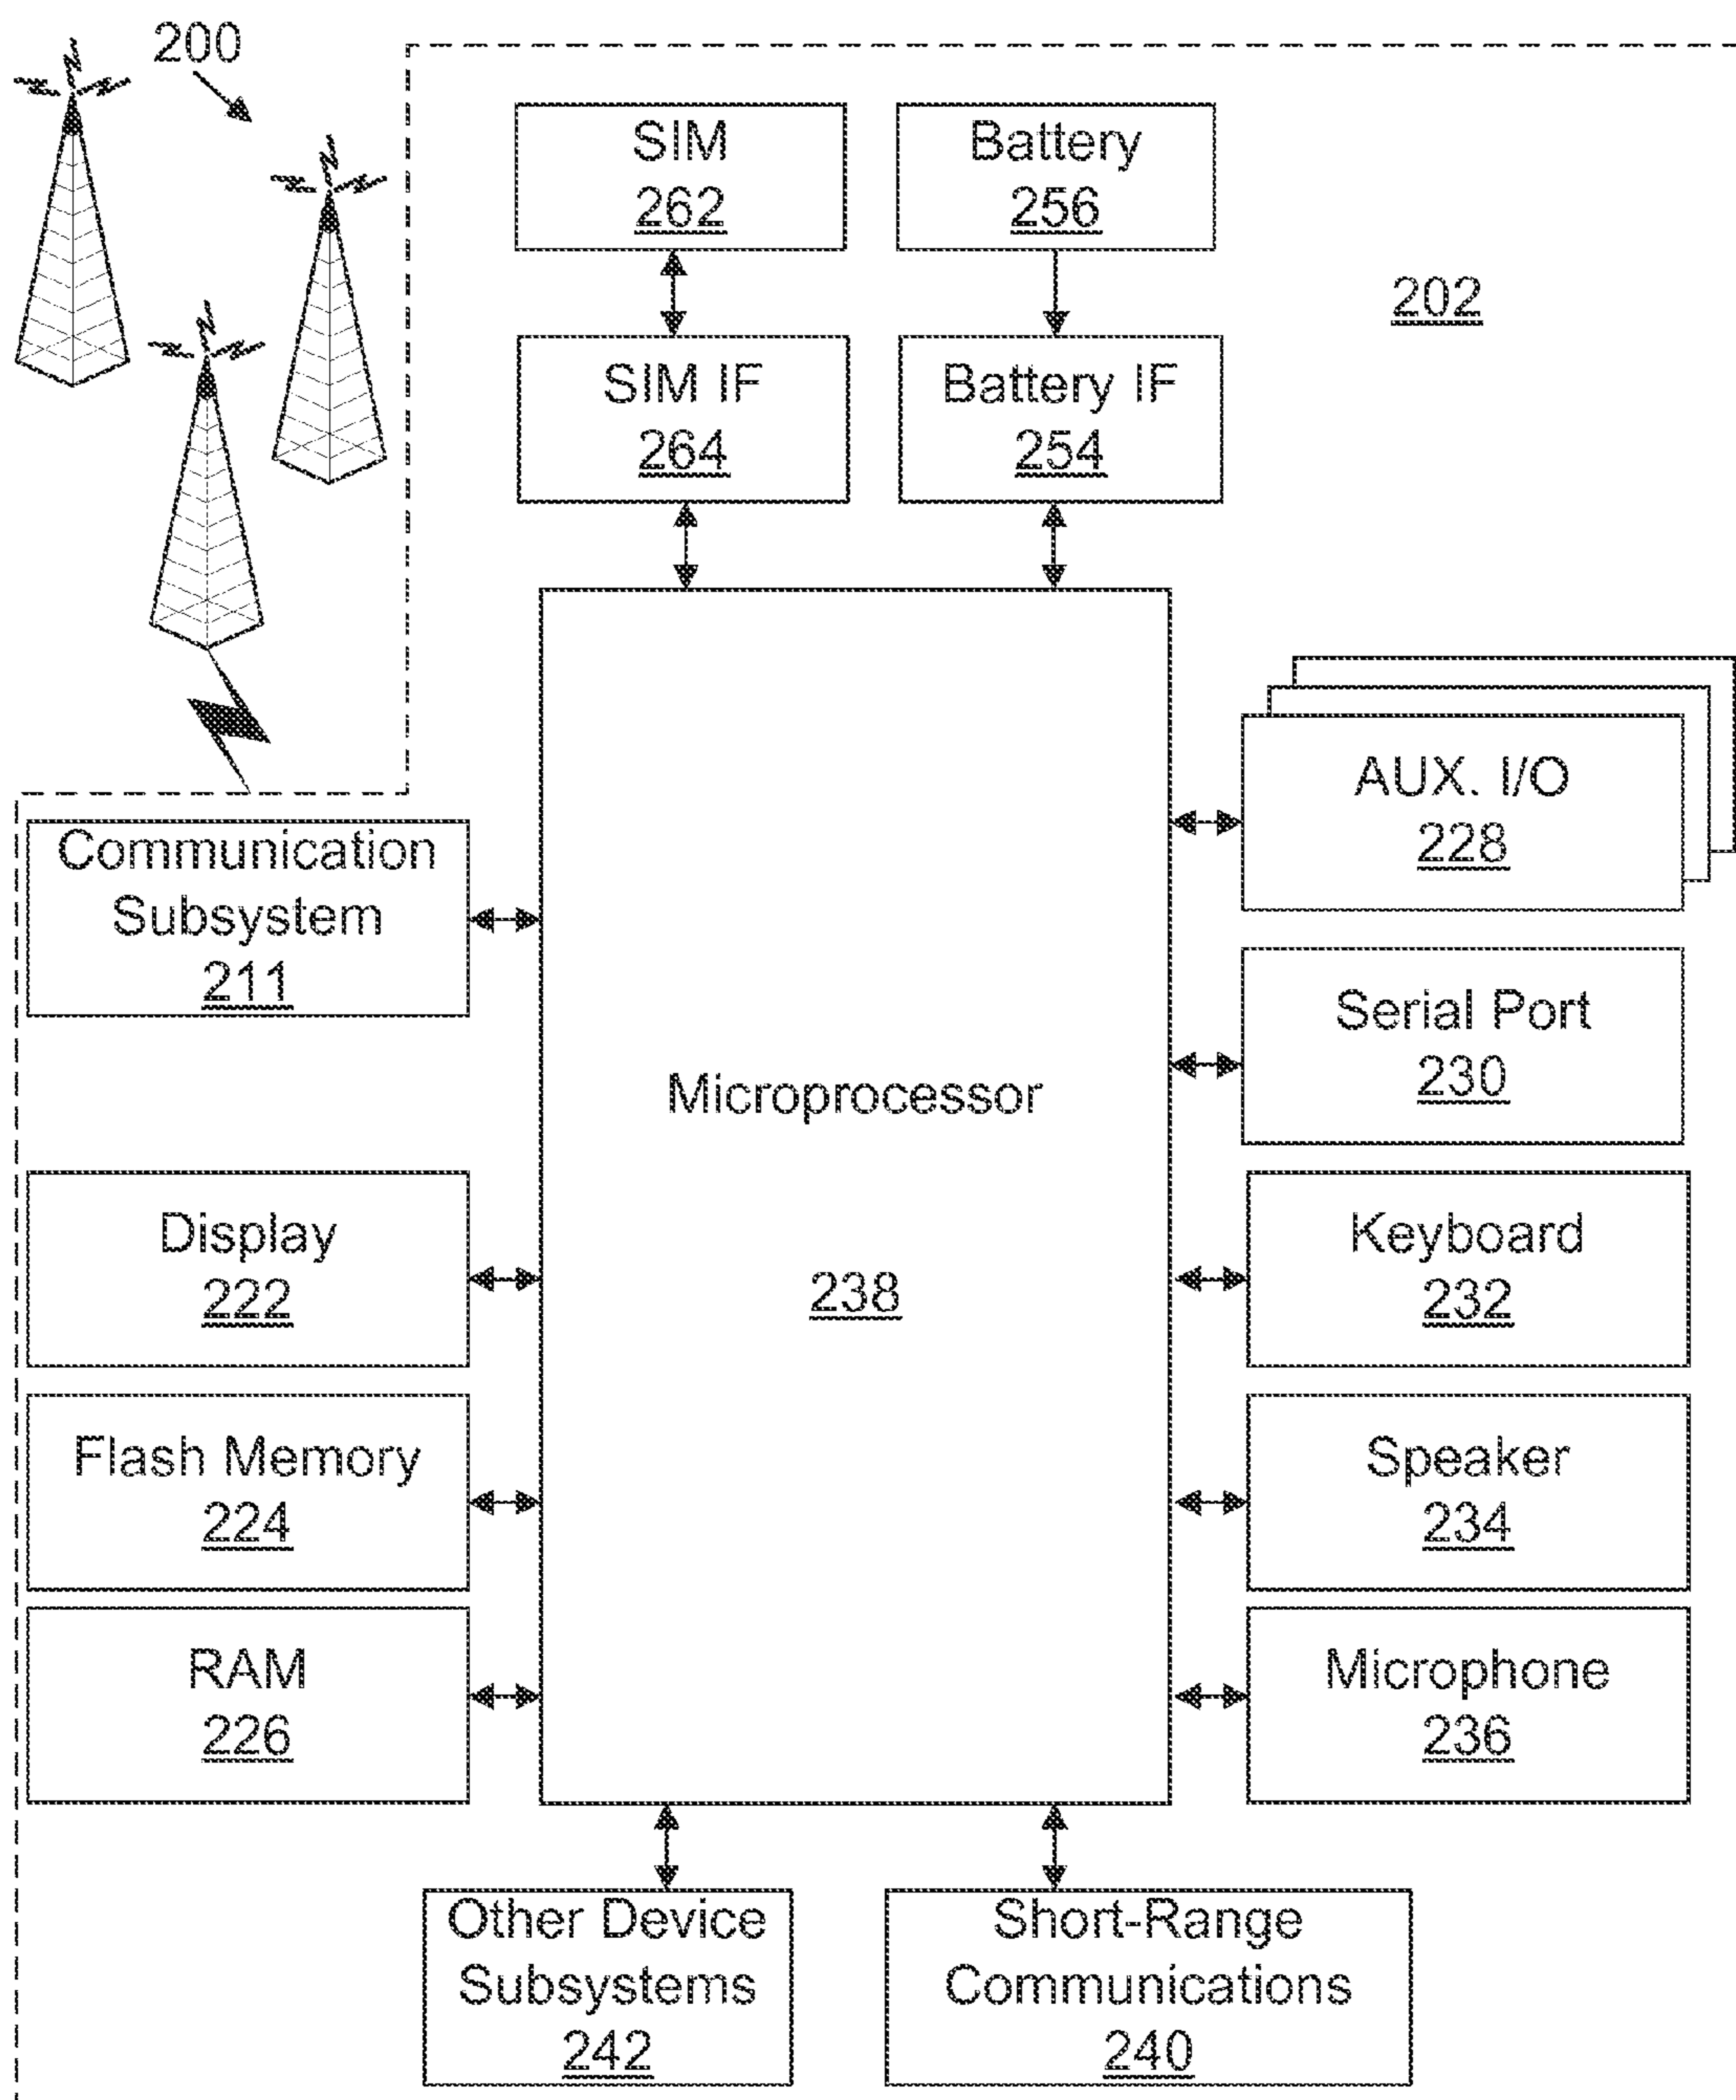 200
SIM
262
Battery
256
202
SIM IF
264
Battery IF
254
AUX. I/O
228
Communication
Subsystem
211
Serial Port
230
Microprocessor
238
Display
222
Keyboard
232
Flash Memory
224
Speaker
234
RAM
226
Microphone
236
Other Device
Subsystems
242
Short-Range
Communications
240